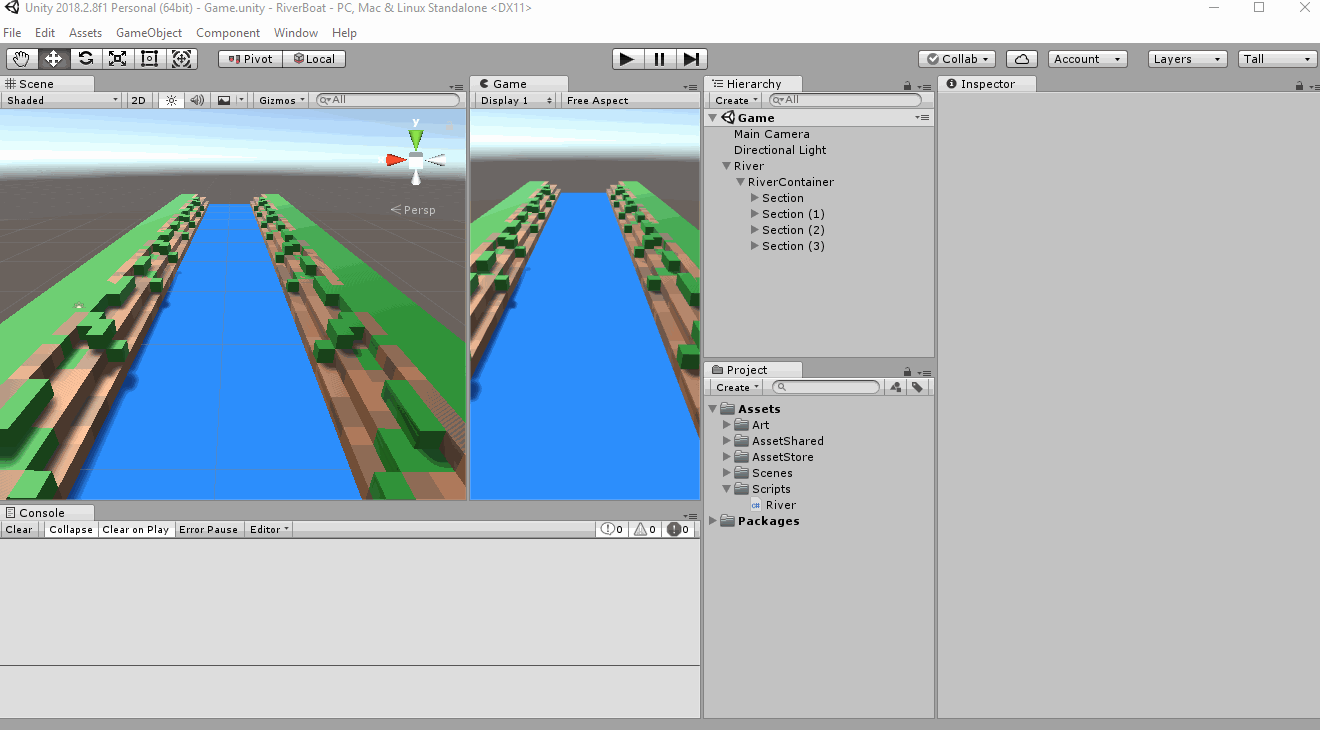 Unity 2018.2.8f1 Personal (64bit) - Game.unity - RiverBoat - PC, Mac & Linux Standalone <DX11>
File Edit Assets GameObject Component Window Help
Pivot Local Collab Account Layers Tall
Scene
Shaded 2D Gizmos All
y
Persp
Game
Display 1 Free Aspect
Hierarchy
Create All
Game
Main Camera
Directional Light
River
RiverContainer
Section
Section (1)
Section (2)
Section (3)
Project
Create
Assets
Art
AssetShared
AssetStore
Scenes
Scripts
River
Packages
Inspector
Console
Clear Collapse Clear on Play Error Pause Editor 0 0 0